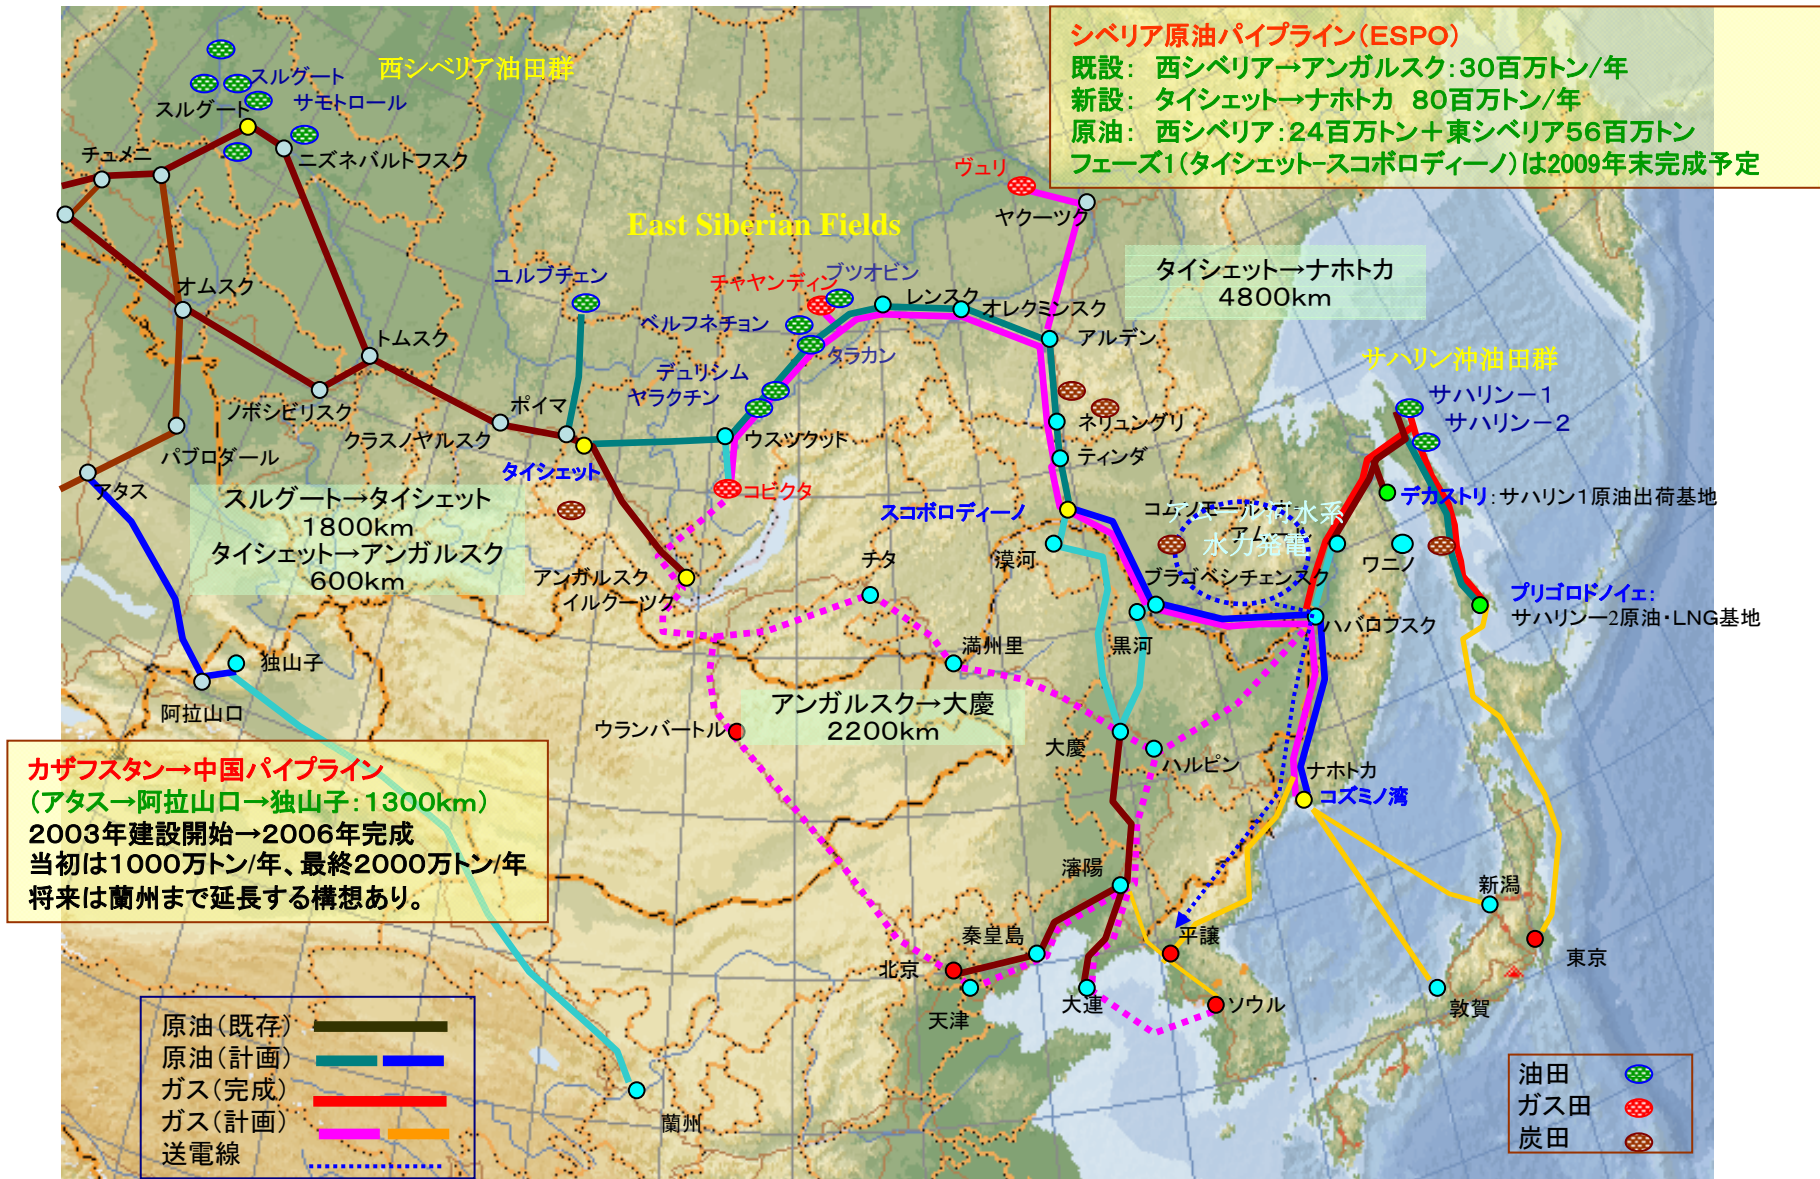 シベリア原油パイプライン(ESPO)
既設: 西シベリア→アンガルスク:30百万トン/年
新設: タイシェット→ナホトカ 80百万トン/年
原油: 西シベリア:24百万トン+東シベリア56百万トン
フェーズ1(タイシェット-スコボロディーノ)は2009年末完成予定
西シベリア油田群
スルグート
サモトロール
スルグート
チュメニ
ニズネバルトフスク
ヴュリ
ヤクーツク
East Siberian Fields
タイシェット→ナホトカ
4800km
ユルブチェン
チャヤンディン
ブツオビン
オムスク
レンスク
オレクミンスク
ベルフネチョン
アルデン
タラカン
トムスク
サハリン沖油田群
デュリシム
サハリン-1
ヤラクチン
サハリン-2
ノボシビリスク
ポイマ
クラスノヤルスク
ネリュングリ
ウスツクット
ティンダ
パブロダール
タイシェット
アタス
コビクタ
デカストリ:サハリン1原油出荷基地
スルグート→タイシェット
1800km
タイシェット→アンガルスク
600km
スコボロディーノ
水力発電
漠河
チタ
ワニノ
アンガルスク
イルクーツク
ブラゴベシチェンスク
プリゴロドノイェ:
サハリン-2原油・LNG基地
ハバロブスク
黒河
満州里
独山子
阿拉山口
アンガルスク→大慶
2200km
ウランバートル
大慶
ハルピン
ナホトカ
コズミノ湾
カザフスタン→中国パイプライン
(アタス→阿拉山口→独山子:1300km)
2003年建設開始→2006年完成
当初は1000万トン/年、最終2000万トン/年
将来は蘭州まで延長する構想あり。
瀋陽
新潟
秦皇島
平譲
東京
北京
天津
大連
ソウル
敦賀
蘭州
原油(既存)
原油(計画)
ガス(完成)
ガス(計画)
送電線
油田
ガス田
炭田